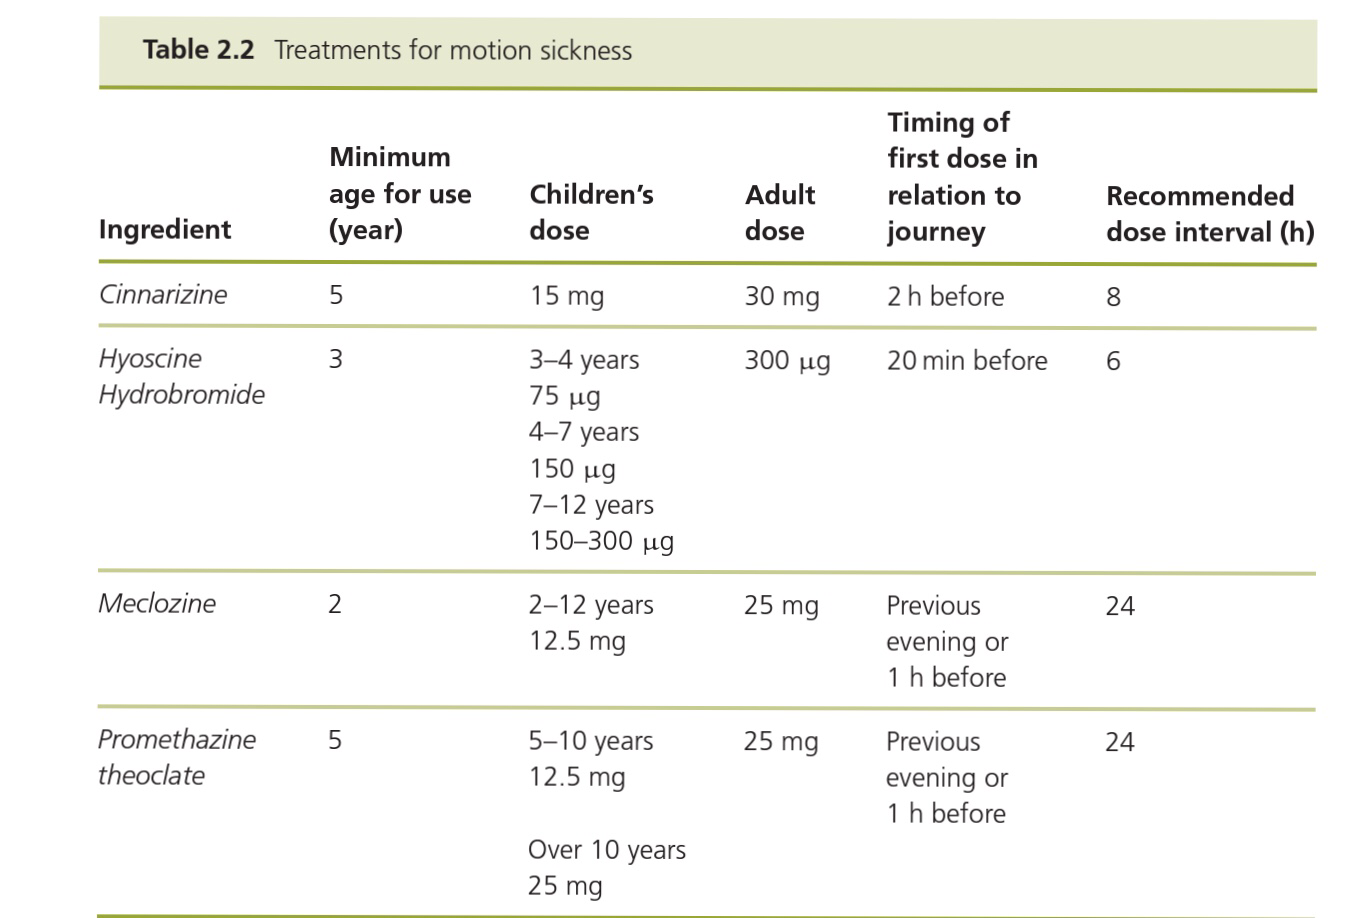 Table 2.2 Treatments for motion sickness
Ingredient
Minimum
age for use
(year)
Children's
dose
Adult
dose
Timing of
first dose in
relation to
journey
Recommended
dose interval (h)
Cinnarizine
5
15 mg
30 mg
2 h before
8
Hyoscine
Hydrobromide
3
3–4 years
75 μg
4–7 years
150 μg
7–12 years
150–300 μg
300 μg
20 min before
6
Meclozine
2
2–12 years
12.5 mg
25 mg
Previous
evening or
1 h before
24
Promethazine
theoclate
5
5–10 years
12.5 mg
Over 10 years
25 mg
25 mg
Previous
evening or
1 h before
24